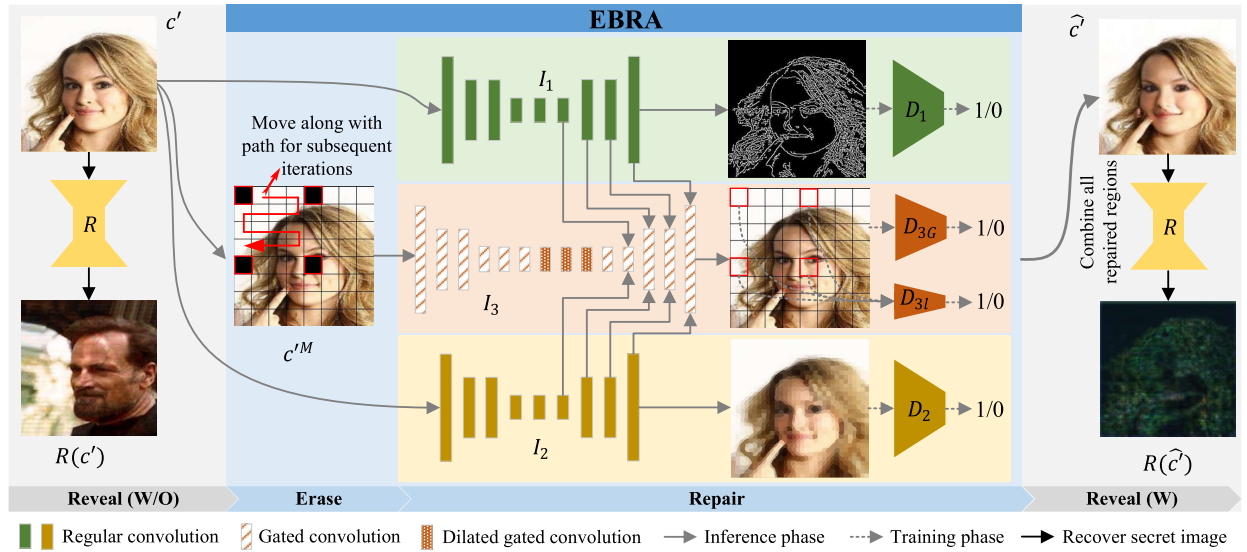 EBRA
c′
ĉ′
I₁
D₁
1/0
Move along with
path for subsequent
iterations
R
R
I₃
D₃G
1/0
D₃l
1/0
Combine all
repaired regions
c′ᴹ
I₂
D₂
1/0
R(c′)
R(ĉ′)
Reveal (W/O)
Erase
Repair
Reveal (W)
Regular convolution
Gated convolution
Dilated gated convolution
Inference phase
Training phase
Recover secret image